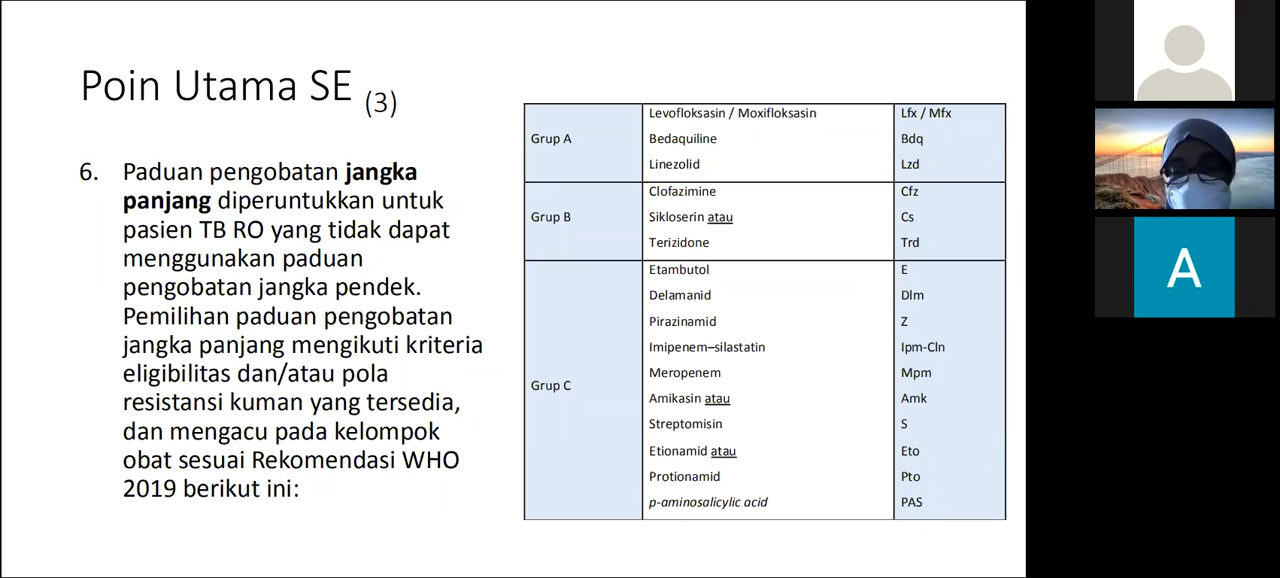 Poin Utama SE (3)
6. Paduan pengobatan jangka
panjang diperuntukkan untuk
pasien TB RO yang tidak dapat
menggunakan paduan
pengobatan jangka pendek.
Pemilihan paduan pengobatan
jangka panjang mengikuti kriteria
eligibilitas dan/atau pola
resistansi kuman yang tersedia,
dan mengacu pada kelompok
obat sesuai Rekomendasi WHO
2019 berikut ini:
Grup A
Levofloksasin / Moxifloksasin Lfx / Mfx
Bedaquiline Bdq
Linezolid Lzd
Grup B
Clofazimine Cfz
Sikloserin atau Cs
Terizidone Trd
Grup C
Etambutol E
Delamanid Dlm
Pirazinamid Z
Imipenem–silastatin Ipm-Cln
Meropenem Mpm
Amikasin atau Amk
Streptomisin S
Etionamid atau Eto
Protionamid Pto
p-aminosalicylic acid PAS
A